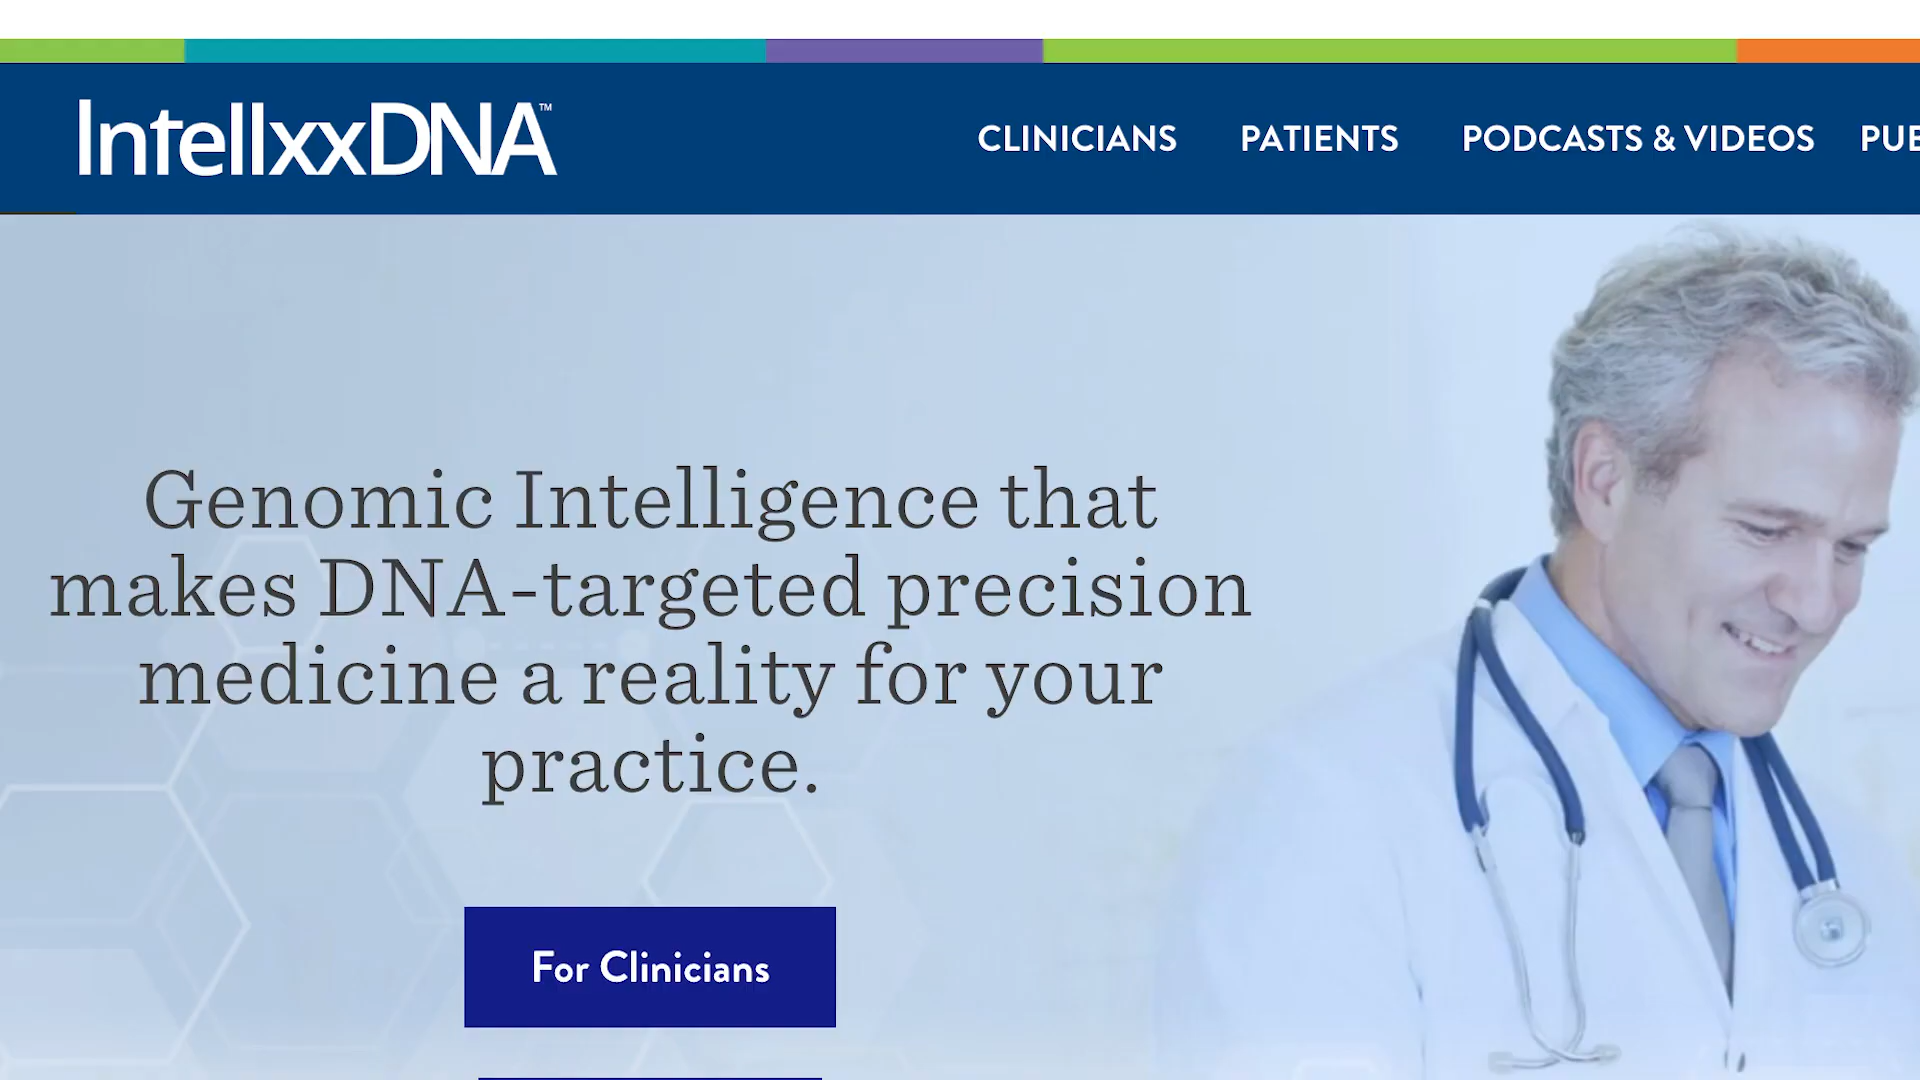 IntellxxDNA™
CLINICIANS PATIENTS PODCASTS & VIDEOS
Genomic Intelligence that
makes DNA-targeted precision
medicine a reality for your
practice.
For Clinicians